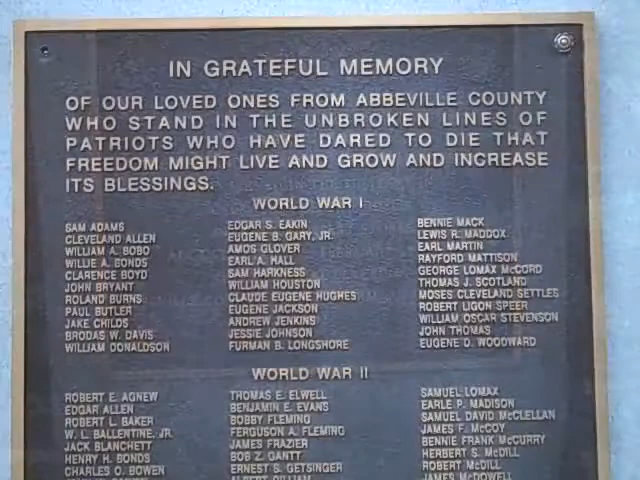 IN GRATEFUL MEMORY
OF OUR LOVED ONES FROM ABBEVILLE COUNTY
WHO STAND IN THE UNBROKEN LINES OF
PATRIOTS WHO HAVE DARED TO DIE THAT
FREEDOM MIGHT LIVE AND GROW AND INCREASE
ITS BLESSINGS.
WORLD WAR I
SAM ADAMS
CLEVELAND ALLEN
WILLIAM A. BOBO
WILLIE A. BONDS
CLARENCE BOYD
JOHN BRYANT
ROLAND BURNS
PAUL BUTLER
JAKE CHILDS
BRODAS W. DAVIS
WILLIAM DONALDSON
EDGAR S. EAKIN
EUGENE B. GARY, JR.
AMOS GLOVER
EARL A. HALL
SAM HARKNESS
WILLIAM HOUSTON
CLAUDE EUGENE HUGHES
EUGENE JACKSON
ANDREW JENKINS
JESSIE JOHNSON
FURMAN B. LONGSHORE
BENNIE MACK
LEWIS R. MADDOX
EARL MARTIN
RAYFORD MATTISON
GEORGE LOMAX McCORD
THOMAS J. SCOTLAND
MOSES CLEVELAND SETTLES
ROBERT LIGON SPEER
WILLIAM OSCAR STEVENSON
JOHN THOMAS
EUGENE D. WOODWARD
WORLD WAR II
ROBERT E. AGNEW
EDGAR ALLEN
ROBERT L. BAKER
W. L. BALLENTINE, JR.
JACK BLANCHETT
HENRY H. BONDS
CHARLES O. BOWEN
THOMAS E. ELWELL
BENJAMIN E. EVANS
BOBBY FLEMING
FERGUSON A. FLEMING
JAMES FRAZIER
BOB Z. GANTT
ERNEST S. GETSINGER
ALBERT GILLIAM
SAMUEL LOMAX
EARLE P. MADISON
SAMUEL DAVID McCLELLAN
JAMES F. McCOY
BENNIE FRANK McCURRY
HERBERT S. McDILL
ROBERT McDILL
JAMES McDOWELL